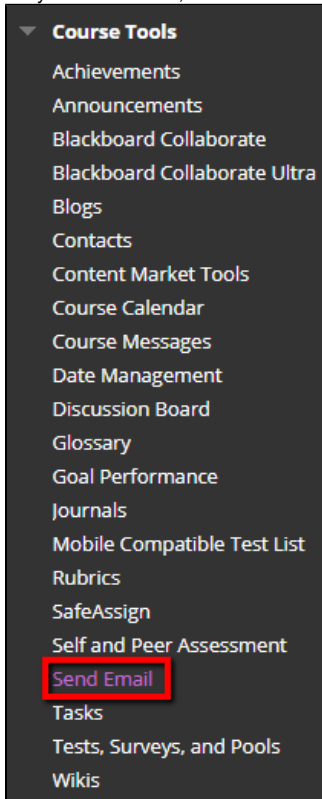 Course Tools
Achievements
Announcements
Blackboard Collaborate
Blackboard Collaborate Ultra
Blogs
Contacts
Content Market Tools
Course Calendar
Course Messages
Date Management
Discussion Board
Glossary
Goal Performance
Journals
Mobile Compatible Test List
Rubrics
SafeAssign
Self and Peer Assessment
Send Email
Tasks
Tests, Surveys, and Pools
Wikis